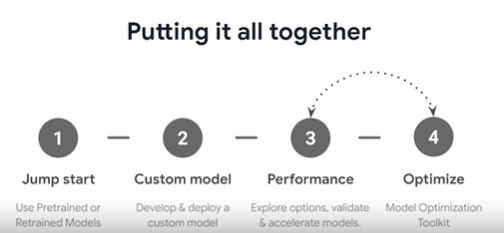 Putting it all together
1 2 3 4
Jump start Custom model Performance Optimize
Use Pretrained or Develop & deploy a Explore options, validate Model Optimization
Retrained Models custom model & accelerate models. Toolkit